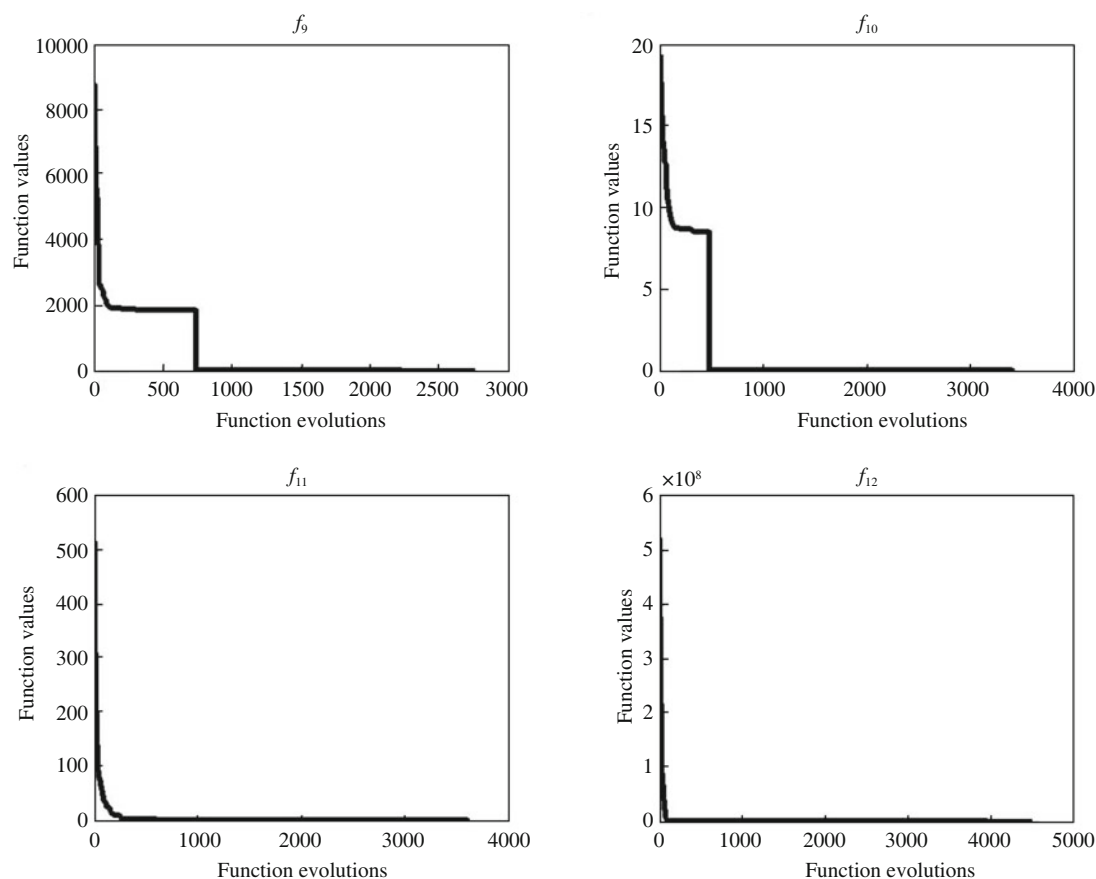 f₉
10000
8000
6000
4000
2000
0
Function values
0 500 1000 1500 2000 2500 3000
Function evolutions
f₁₀
20
15
10
5
0
Function values
0 1000 2000 3000 4000
Function evolutions
f₁₁
600
500
400
300
200
100
0
Function values
0 1000 2000 3000 4000
Function evolutions
×10⁸
f₁₂
6
5
4
3
2
1
0
Function values
0 1000 2000 3000 4000 5000
Function evolutions